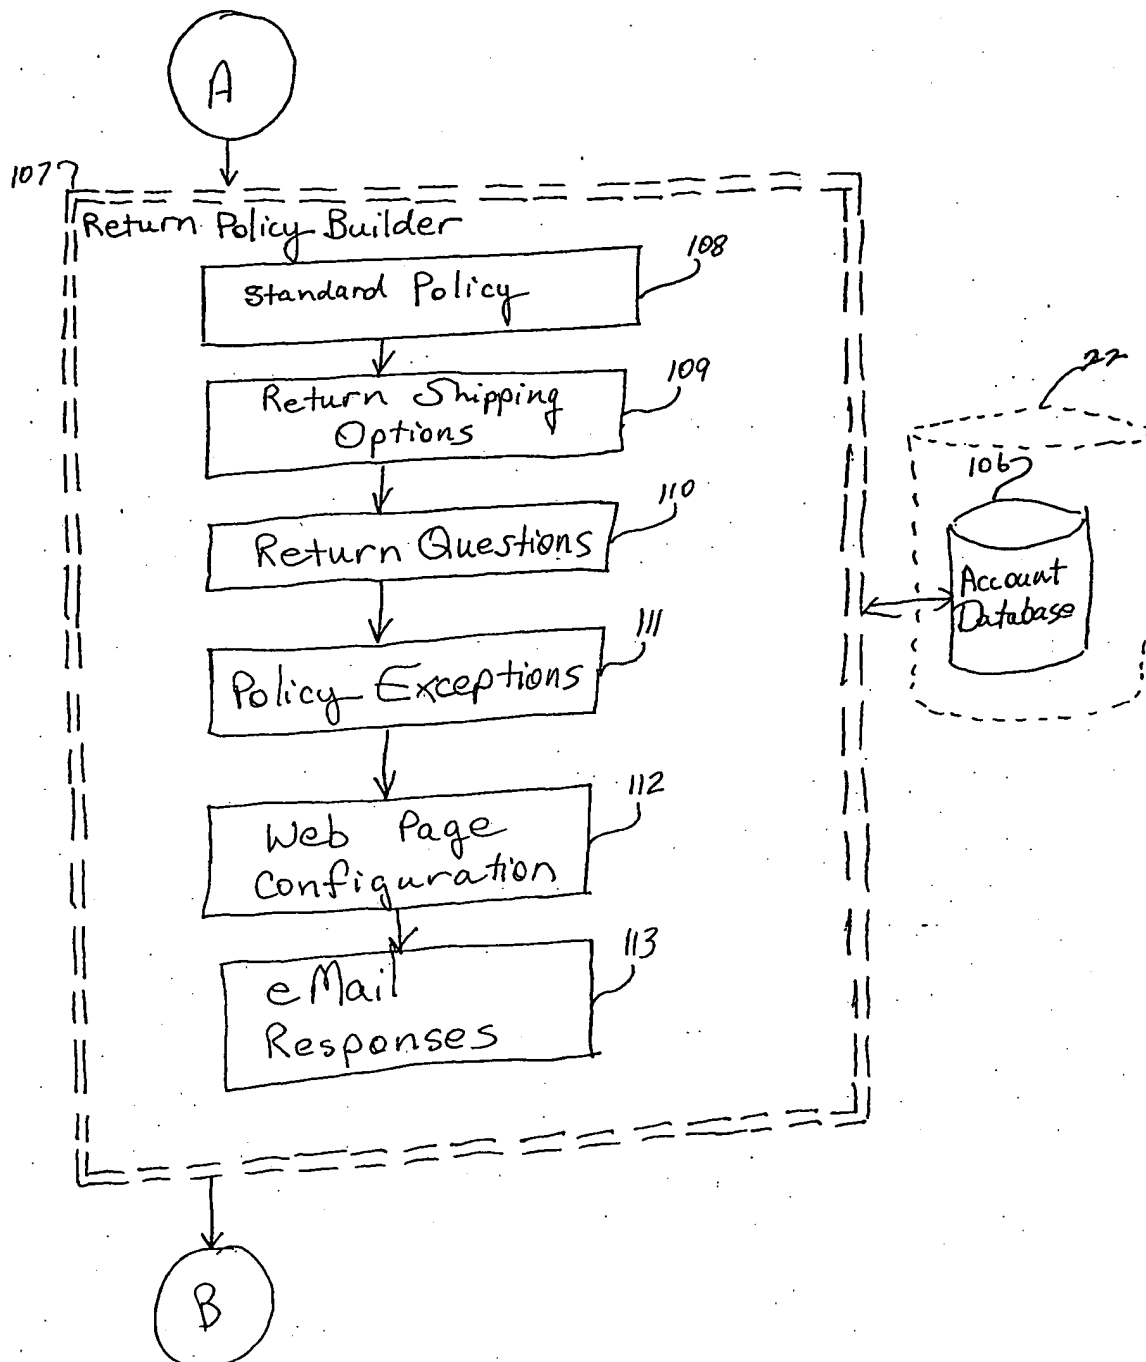 A
107
Return Policy Builder
108
Standard Policy
109
Return Shipping
Options
110
Return Questions
111
Policy Exceptions
112
Web Page
Configuration
113
eMail
Responses
22
106
Account
Database
B